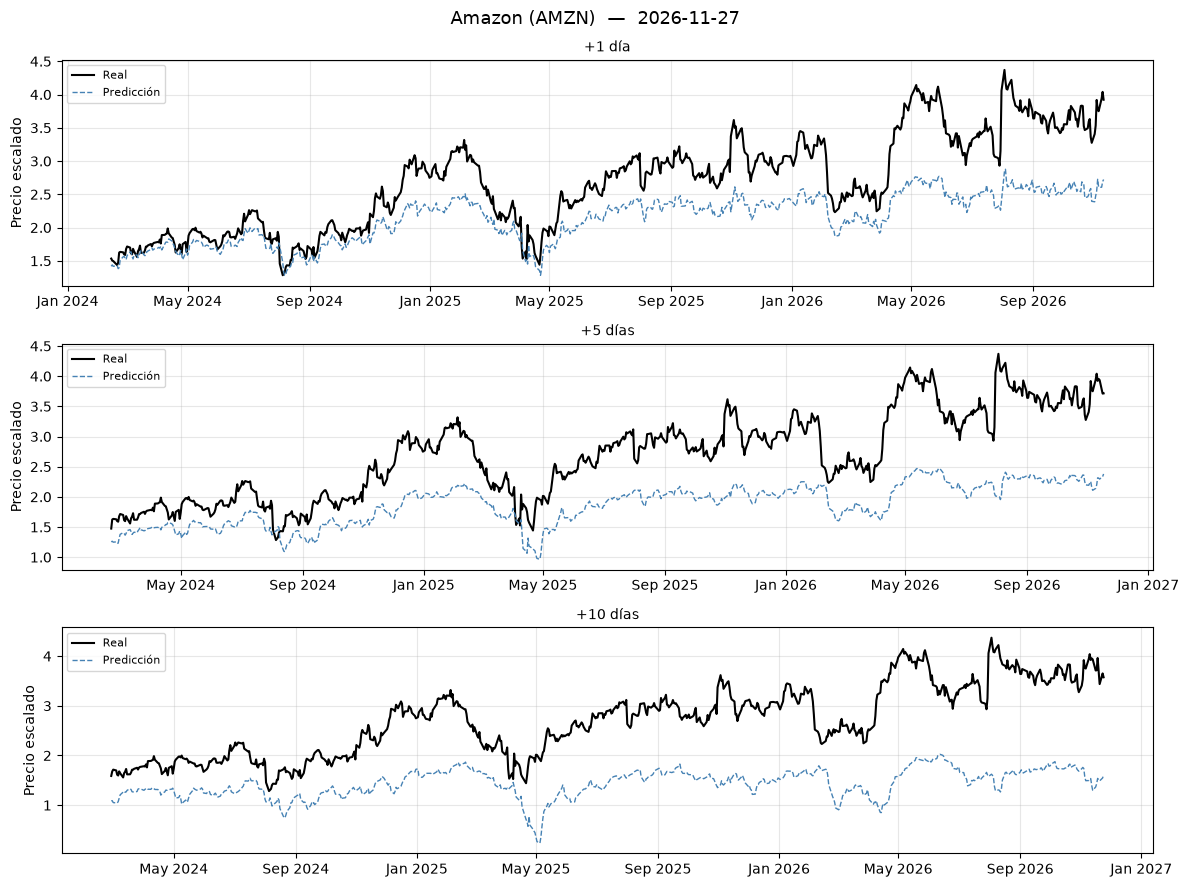 Amazon (AMZN) — 2026-11-27
+1 día
Precio escalado
4.5
4.0
3.5
3.0
2.5
2.0
1.5
Real
Predicción
Jan 2024 May 2024 Sep 2024 Jan 2025 May 2025 Sep 2025 Jan 2026 May 2026 Sep 2026
+5 días
Precio escalado
4.5
4.0
3.5
3.0
2.5
2.0
1.5
1.0
Real
Predicción
May 2024 Sep 2024 Jan 2025 May 2025 Sep 2025 Jan 2026 May 2026 Sep 2026 Jan 2027
+10 días
Precio escalado
4
3
2
1
Real
Predicción
May 2024 Sep 2024 Jan 2025 May 2025 Sep 2025 Jan 2026 May 2026 Sep 2026 Jan 2027